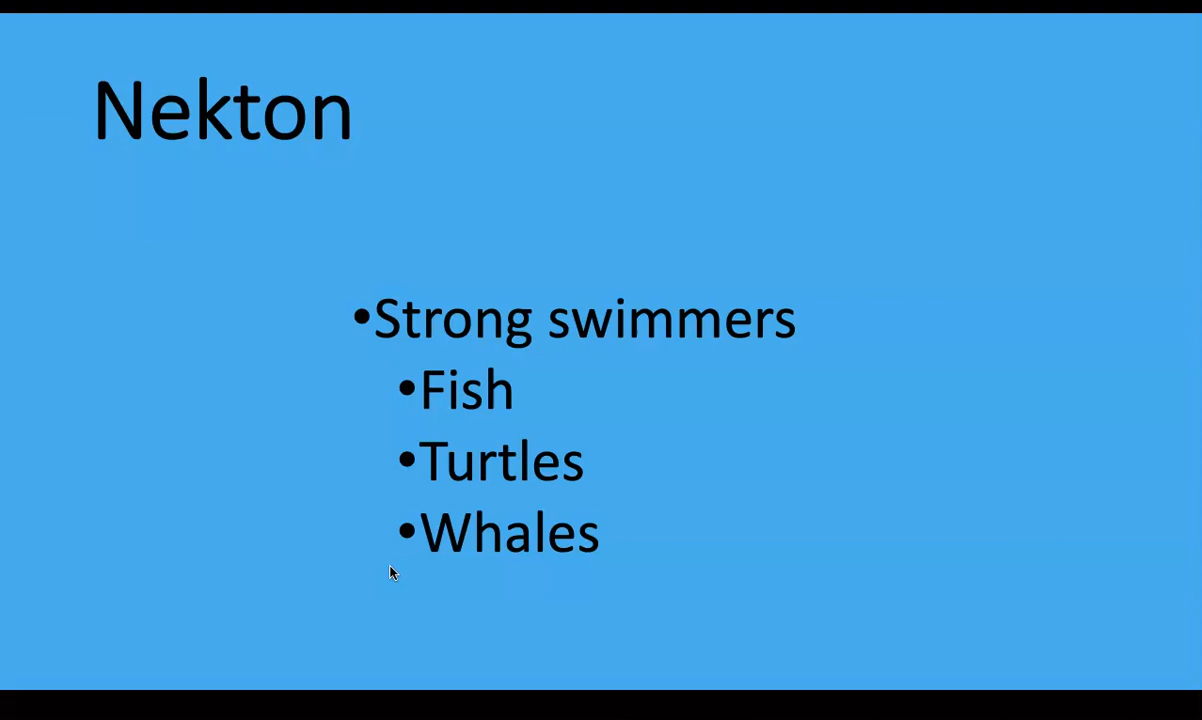 Nekton
•Strong swimmers
•Fish
•Turtles
•Whales